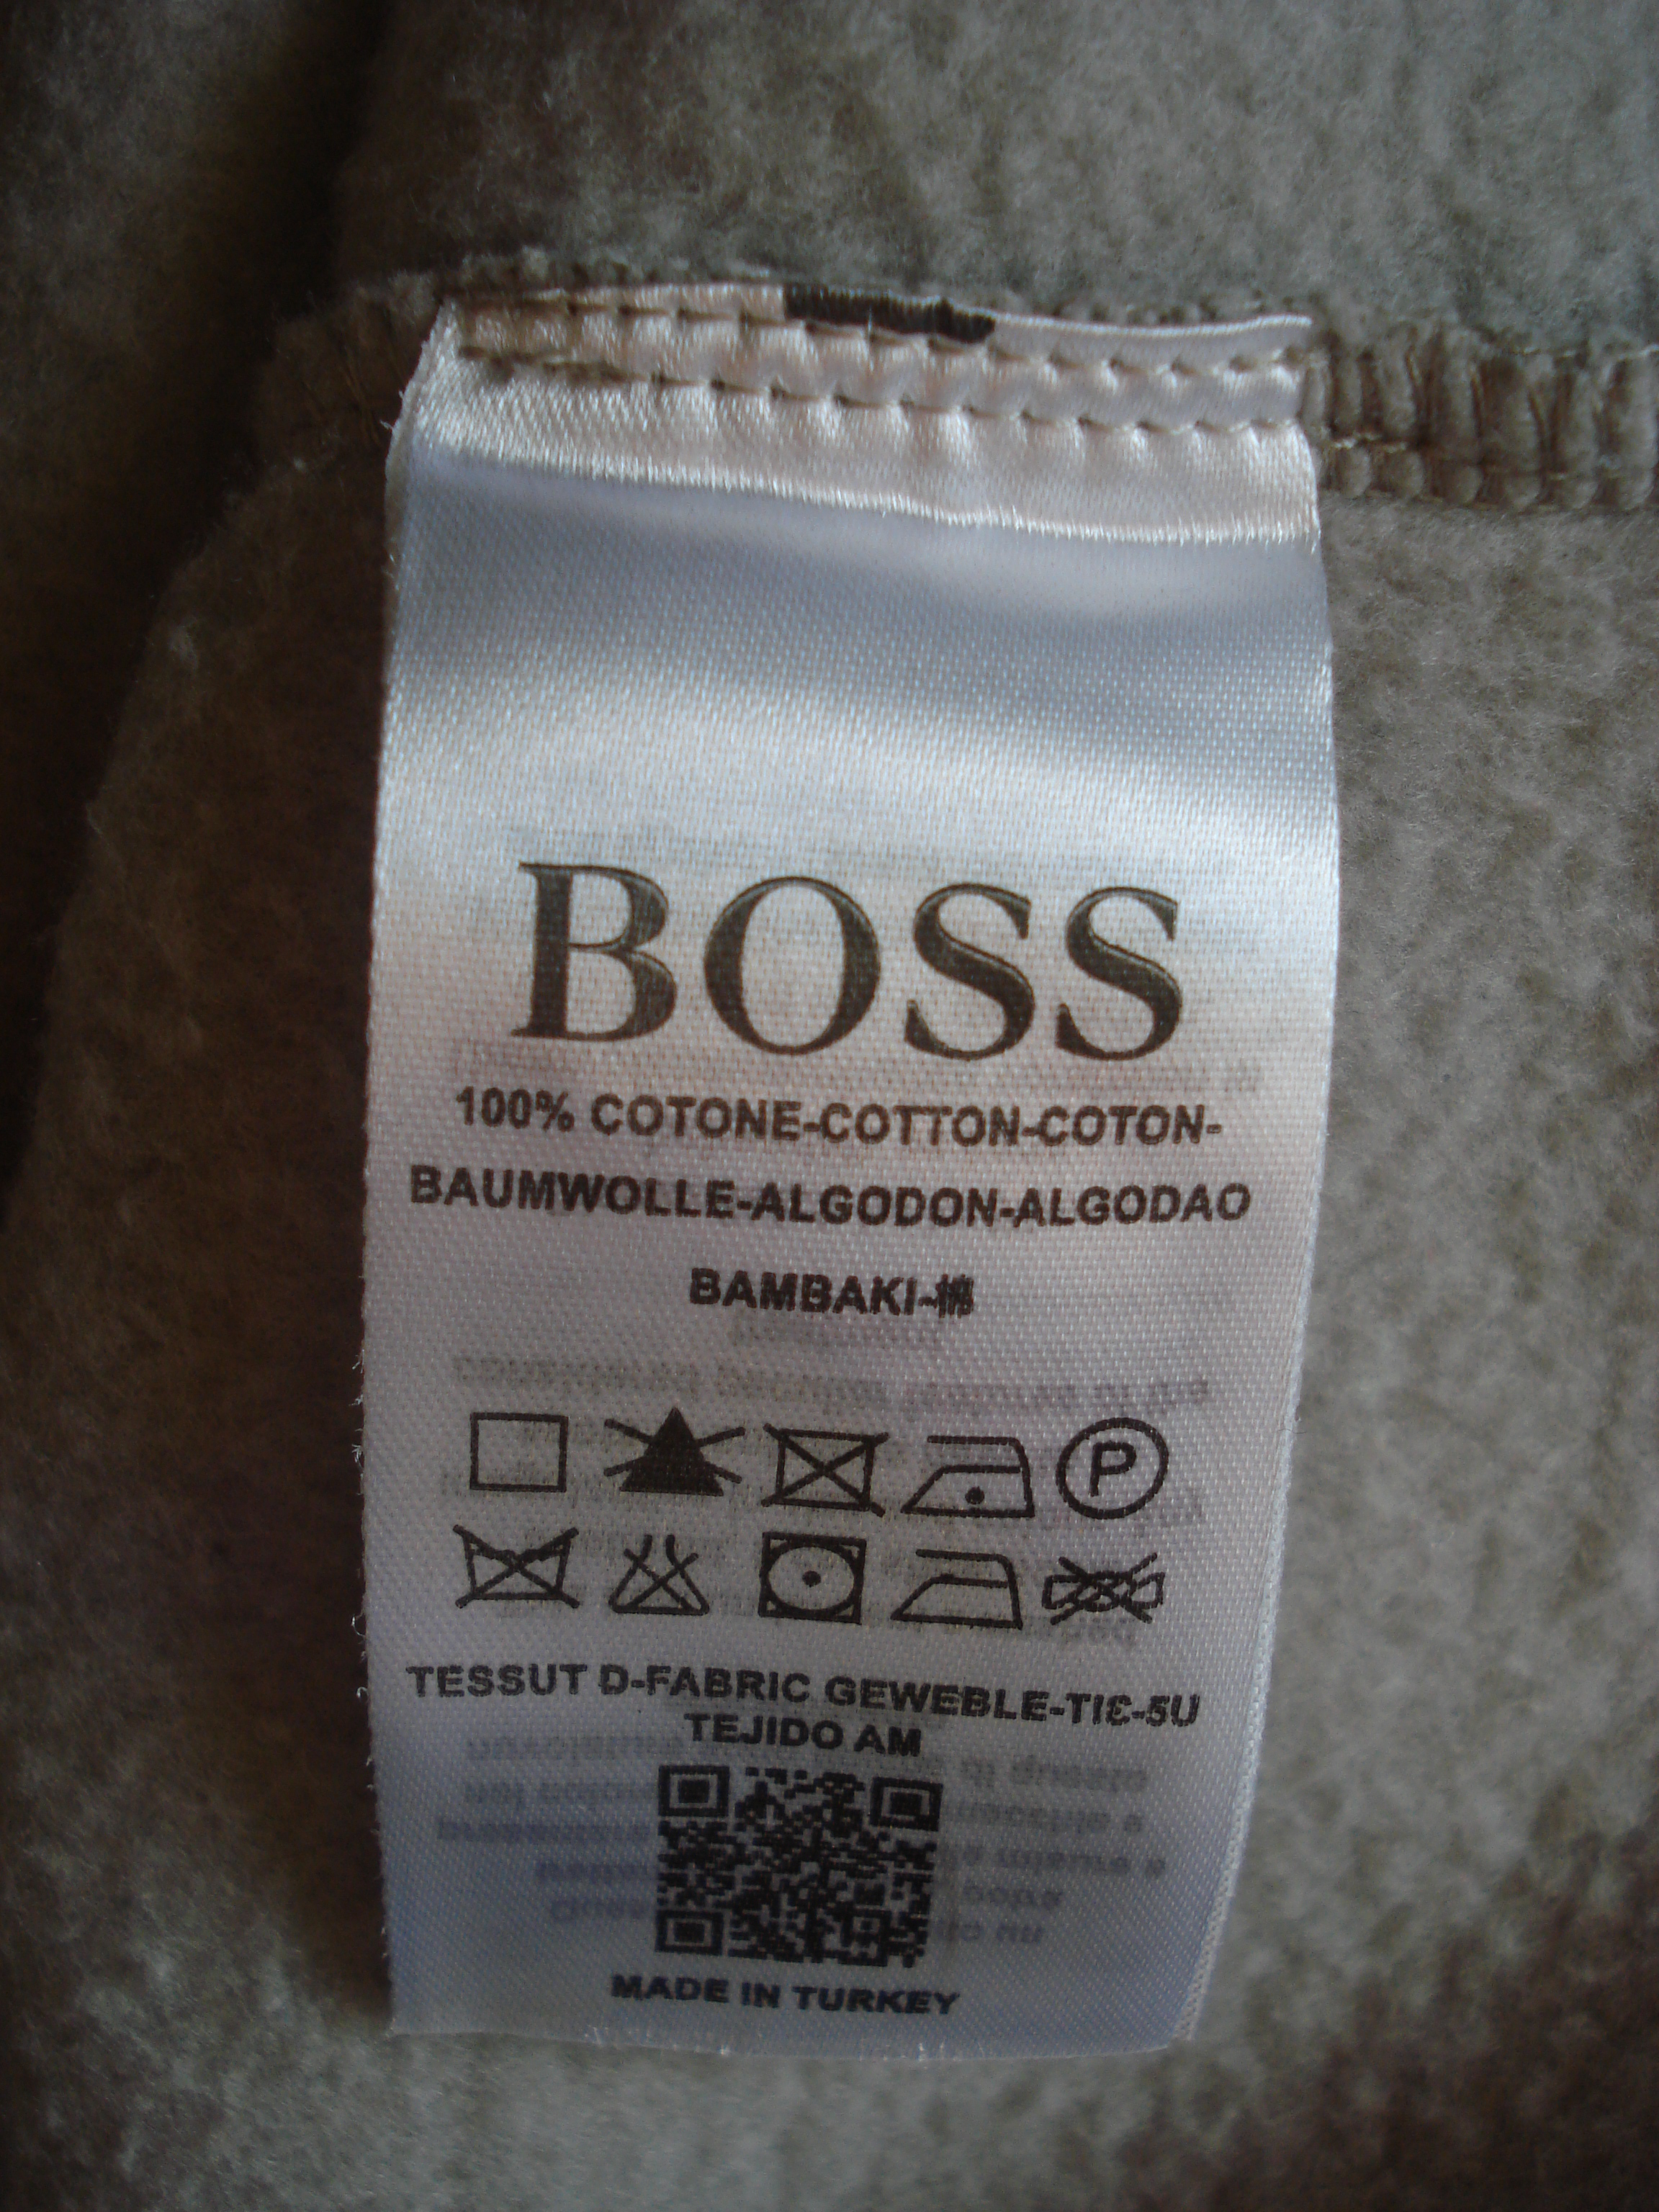 BOSS
100% COTONE-COTTON-COTON-
BAUMWOLLE-ALGODON-ALGODAO
BAMBAKI-棉
P
TESSUT D-FABRIC GEWEBLE-TIƐ-5U
TEJIDO AM
MADE IN TURKEY